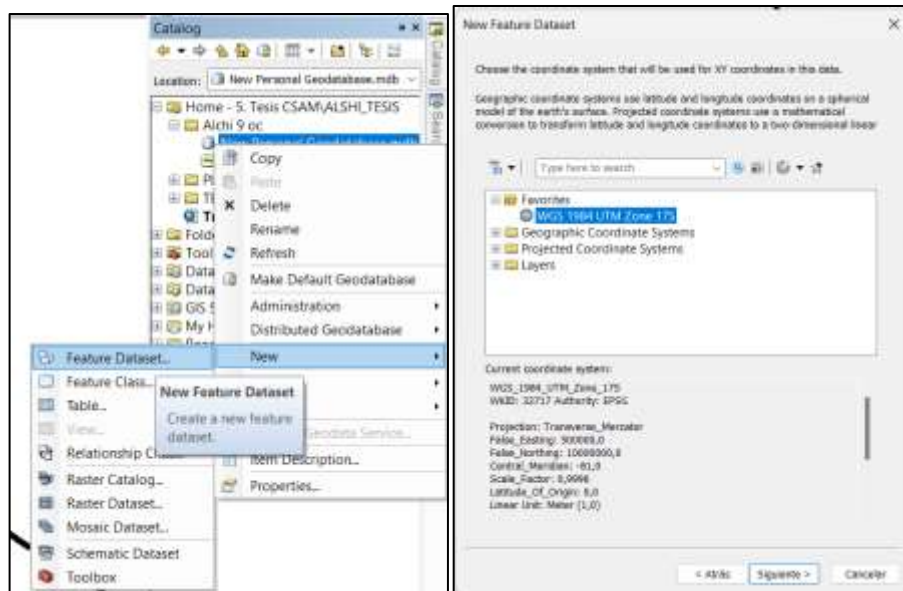 Catalog
Location: New Personal Geodatabase.mdb
Home - 5. Tesis CSAM\ALSHI_TESIS
Alchi 9 oc
New Personal Geodatabase.mdb
Copy
Paste
Delete
Rename
Refresh
Make Default Geodatabase
Administration
Distributed Geodatabase
New
Item Description...
Properties...
Feature Dataset...
Feature Class...
Table...
View...
Relationship
Raster Catalog...
Raster Dataset...
Mosaic Dataset...
Schematic Dataset
Toolbox
New Feature Dataset
Create a new feature
dataset.
Catalog
New Feature Dataset
Choose the coordinate system that will be used for XY coordinates in this data.
Geographic coordinate systems use latitude and longitude coordinates on a spherical
model of the earth's surface. Projected coordinate systems use a mathematical
conversion to transform latitude and longitude coordinates to a two-dimensional linear
Type here to search
Favorites
WGS 1984 UTM Zone 17S
Geographic Coordinate Systems
Projected Coordinate Systems
Layers
Current coordinate system:
WGS_1984_UTM_Zone_17S
WKID: 32717 Authority: EPSG
Projection: Transverse_Mercator
False_Easting: 500000,0
False_Northing: 10000000,0
Central_Meridian: -81,0
Scale_Factor: 0,9996
Latitude_Of_Origin: 0,0
Linear Unit: Meter (1,0)
< Atrás
Siguiente >
Cancelar